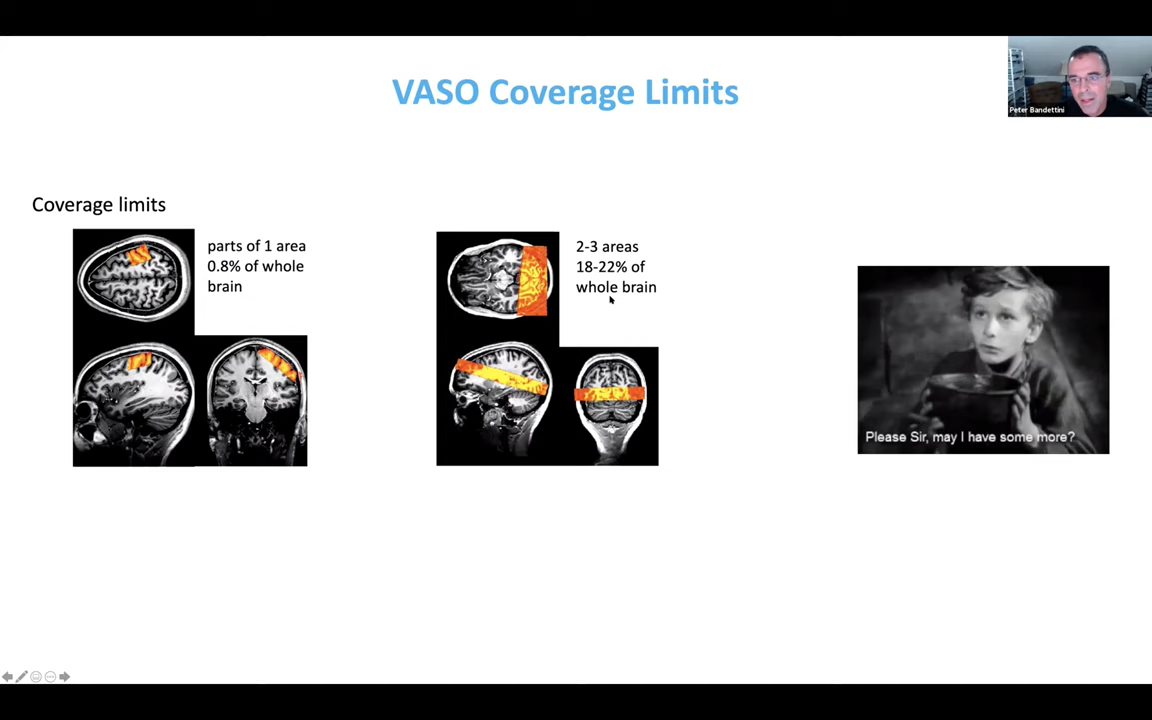 VASO Coverage Limits
Peter Bandettini
Coverage limits
parts of 1 area
0.8% of whole
brain
2-3 areas
18-22% of
whole brain
Please Sir, may I have some more?